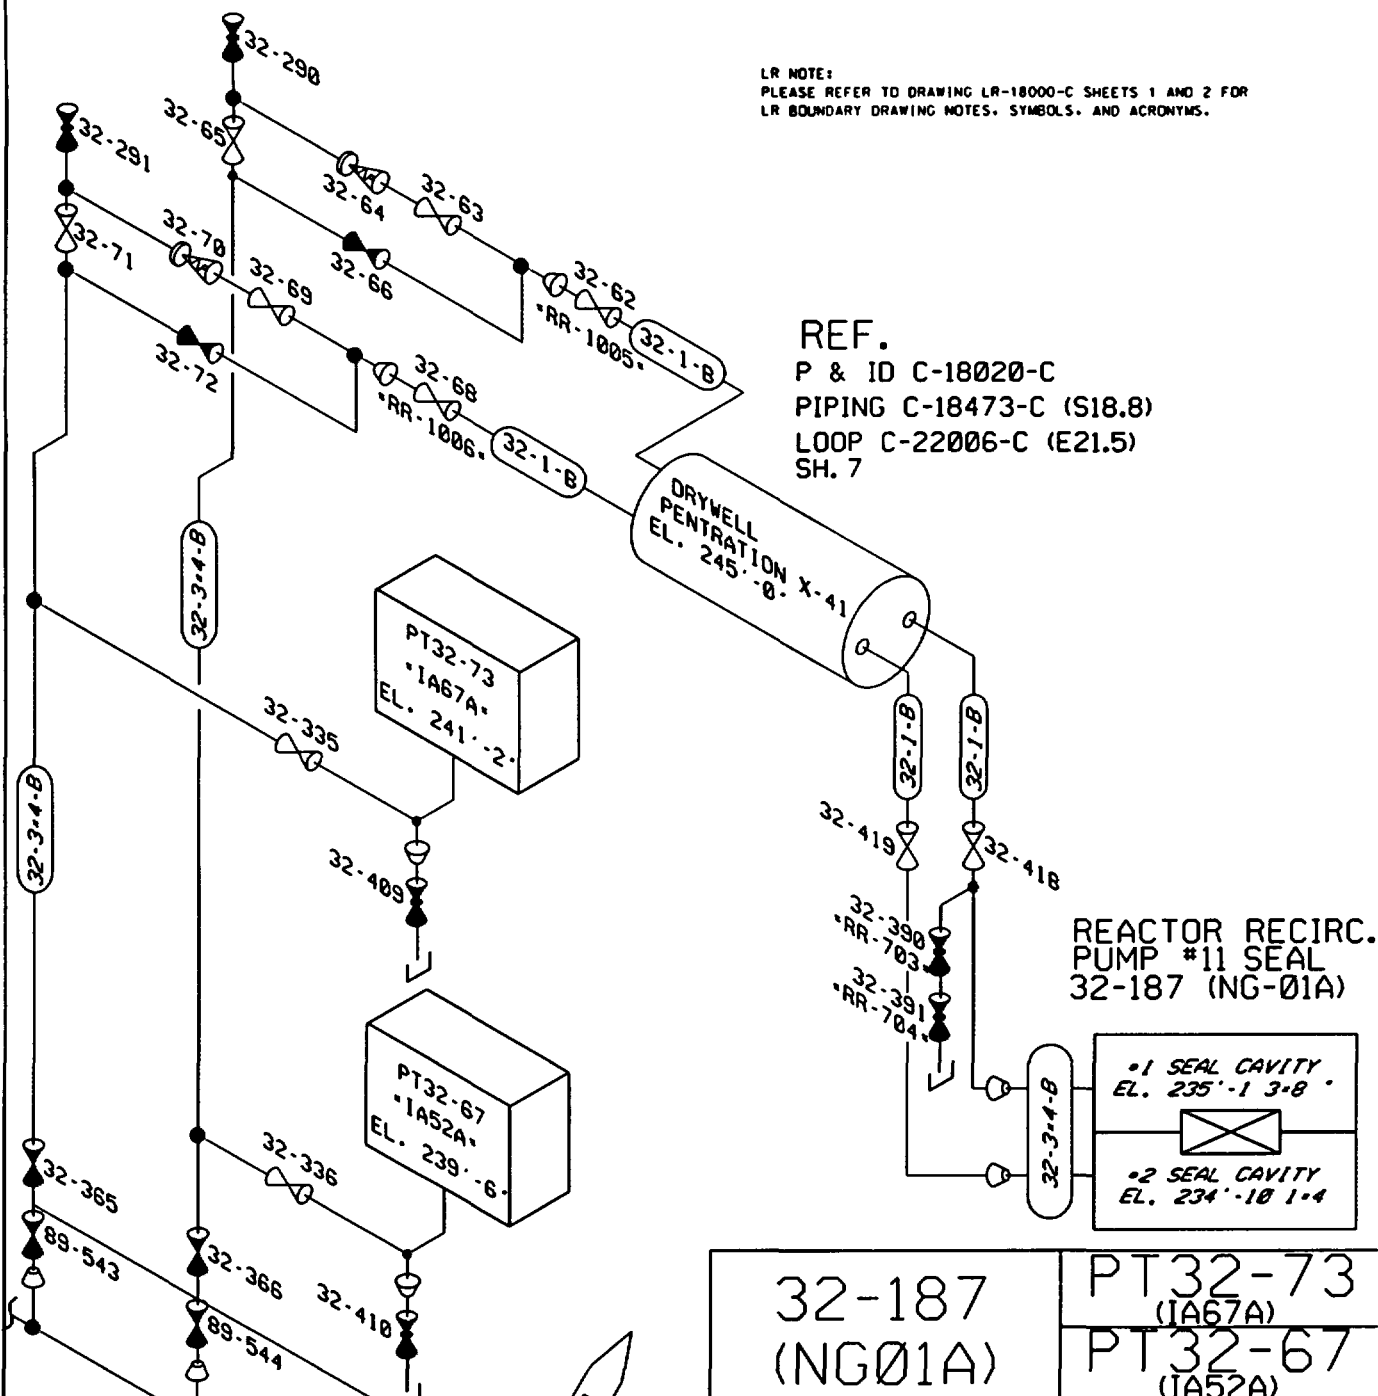 32-290
LR NOTE:
PLEASE REFER TO DRAWING LR-18000-C SHEETS 1 AND 2 FOR
LR BOUNDARY DRAWING NOTES. SYMBOLS. AND ACRONYMS.
32-65
32-291
32-64
32-63
32-71
32-70
32-69
32-66
32-62
"RR-1005"
32-1-B
32-72
32-68
"RR-1006"
32-1-B
REF.
P & ID C-18020-C
PIPING C-18473-C (S18.8)
LOOP C-22006-C (E21.5)
SH. 7
DRYWELL
PENTRATION X-41
EL. 245'-0"
32-3*4-B
32-3*4-B
PT32-73
"IA67A"
EL. 241'-2"
32-335
32-409
32-1-B
32-1-B
32-419
32-418
32-390
"RR-703"
32-391
"RR-704"
REACTOR RECIRC.
PUMP #11 SEAL
32-187 (NG-01A)
PT32-67
"IA52A"
EL. 239'-6"
32-336
32-410
32-3*4-B
#1 SEAL CAVITY
EL. 235'-1 3*8 "
#2 SEAL CAVITY
EL. 234'-10 1*4
32-365
89-543
32-366
89-544
32-187
(NG01A)
PT32-73
(IA67A)
PT32-67
(IA52A)